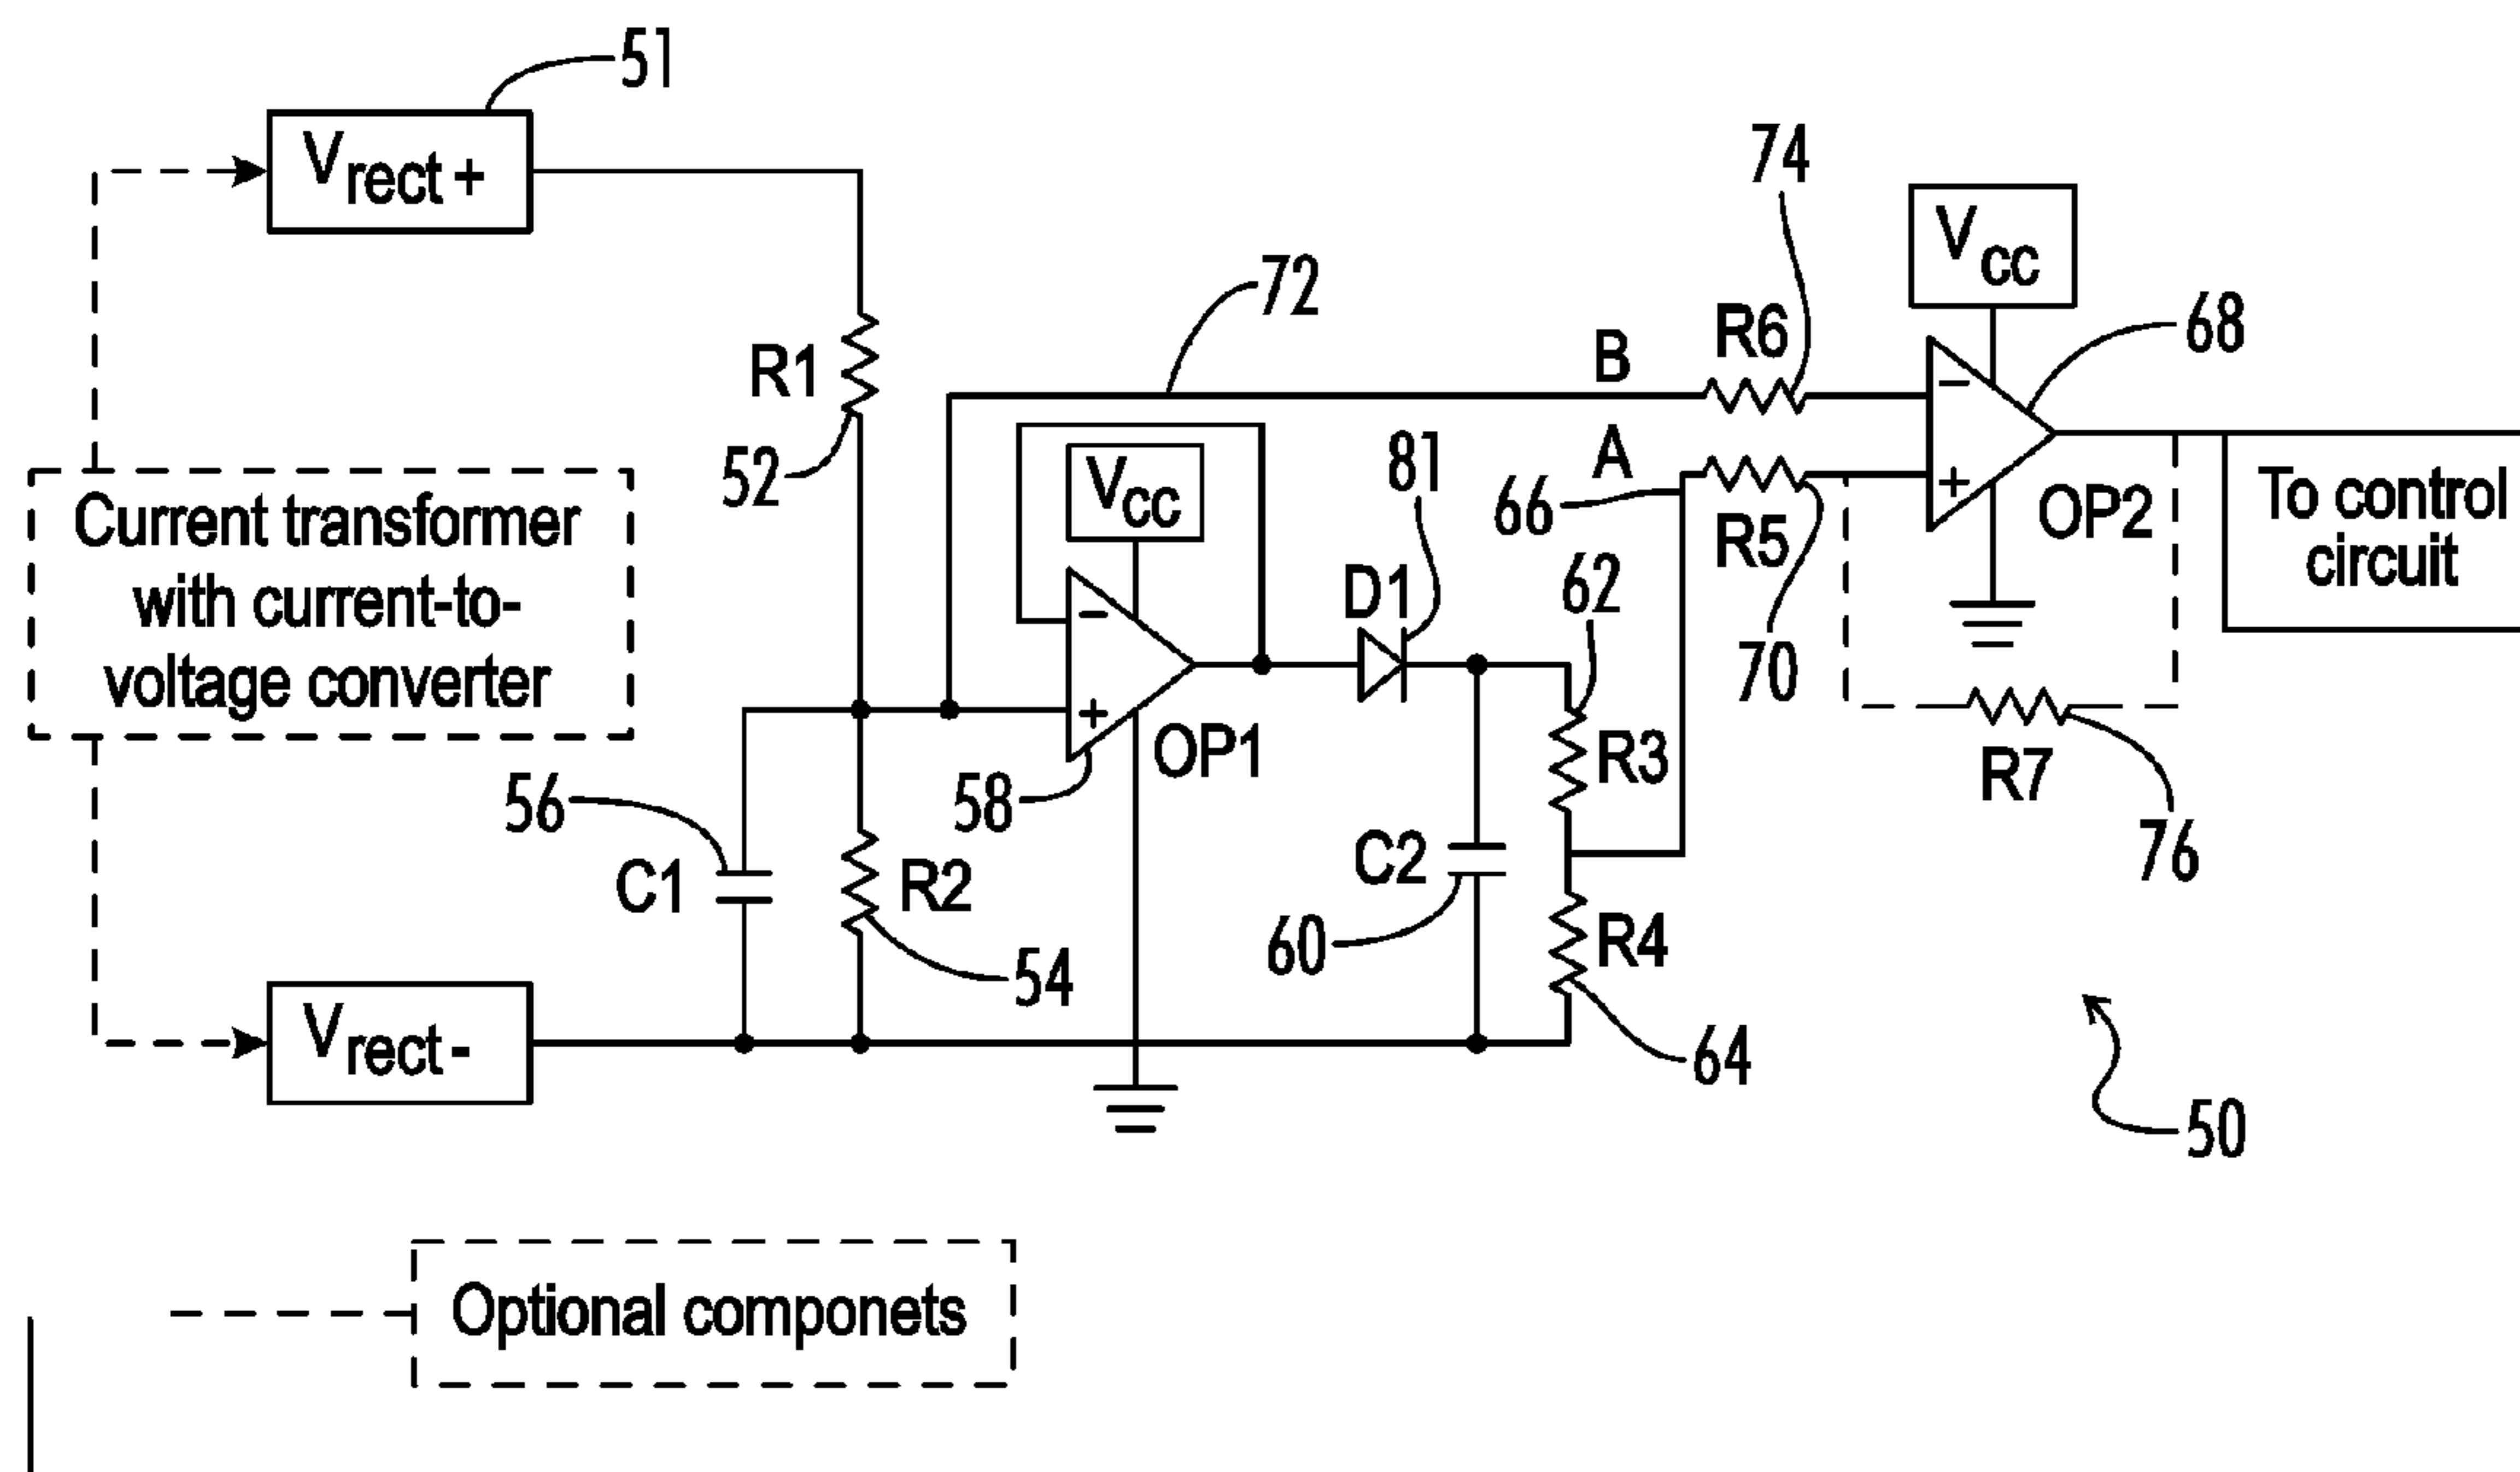 51
Vrect +
74
Vcc
72
68
B
R6
R1
A
81
52
66
Vcc
To control
circuit
Current transformer
with current-to-
voltage converter
R5
OP2
D1
62
70
OP1
R3
R7
56
58
76
C1
R2
C2
60
R4
54
Vrect -
64
50
Optional componets